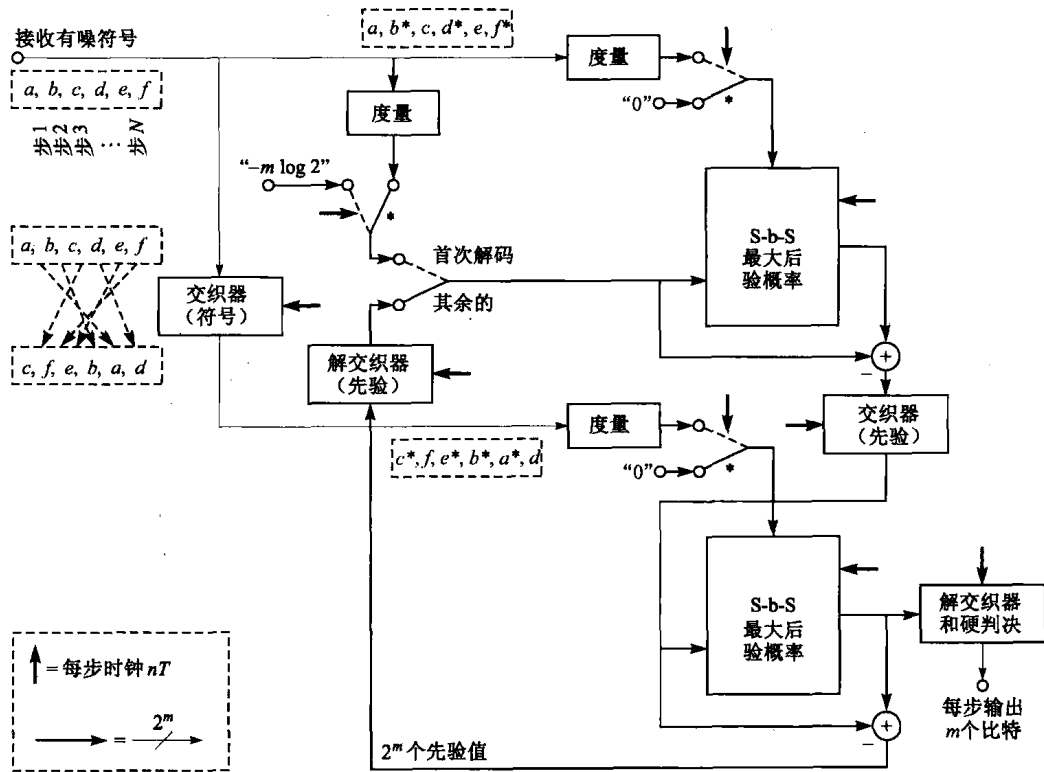 接收有噪符号
a, b, c, d, e, f
步1
步2
步3
…
步N
a, b*, c, d*, e, f*
度量
度量
“0”
*
“−m log 2”
*
首次解码
其余的
S-b-S
最大后
验概率
a, b, c, d, e, f
交织器
(符号)
c, f, e, b, a, d
解交织器
(先验)
+
−
交织器
(先验)
度量
c*, f, e*, b*, a*, d
“0”
*
S-b-S
最大后
验概率
解交织器
和硬判决
每步输出
m个比特
+
−
2^m个先验值
=每步时钟 nT
= 2^m